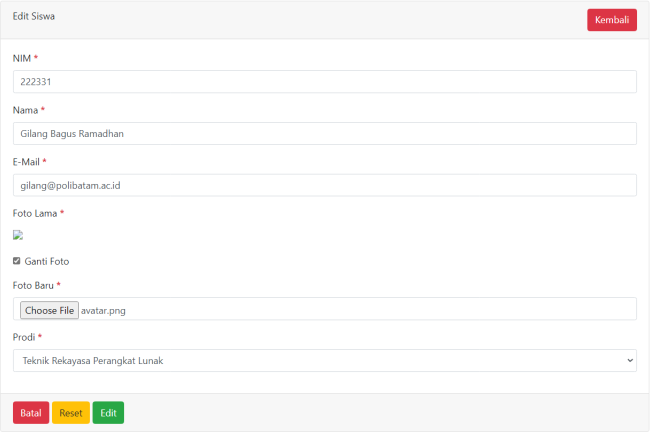 Edit Siswa
Kembali
NIM *
222331
Nama *
Gilang Bagus Ramadhan
E-Mail *
gilang@polibatam.ac.id
Foto Lama *
Ganti Foto
Foto Baru *
Choose File avatar.png
Prodi *
Teknik Rekayasa Perangkat Lunak
Batal Reset Edit